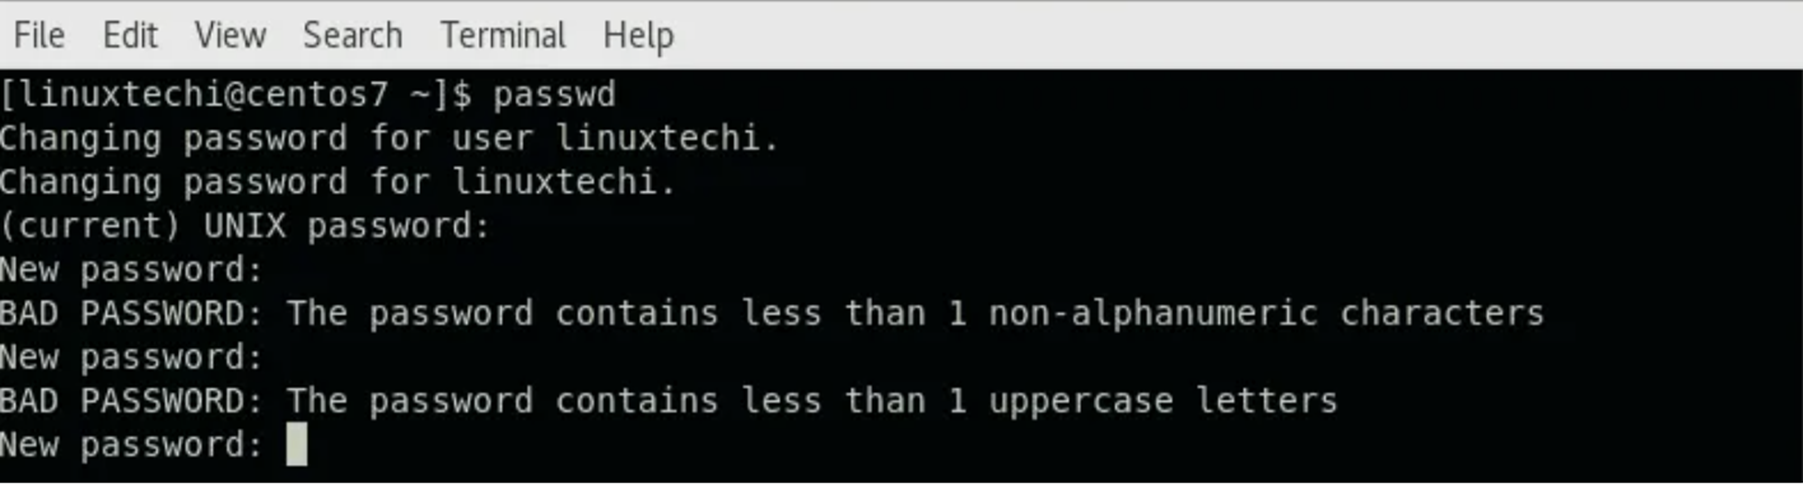 File Edit View Search Terminal Help
[linuxtechi@centos7 ~]$ passwd
Changing password for user linuxtechi.
Changing password for linuxtechi.
(current) UNIX password:
New password:
BAD PASSWORD: The password contains less than 1 non-alphanumeric characters
New password:
BAD PASSWORD: The password contains less than 1 uppercase letters
New password: